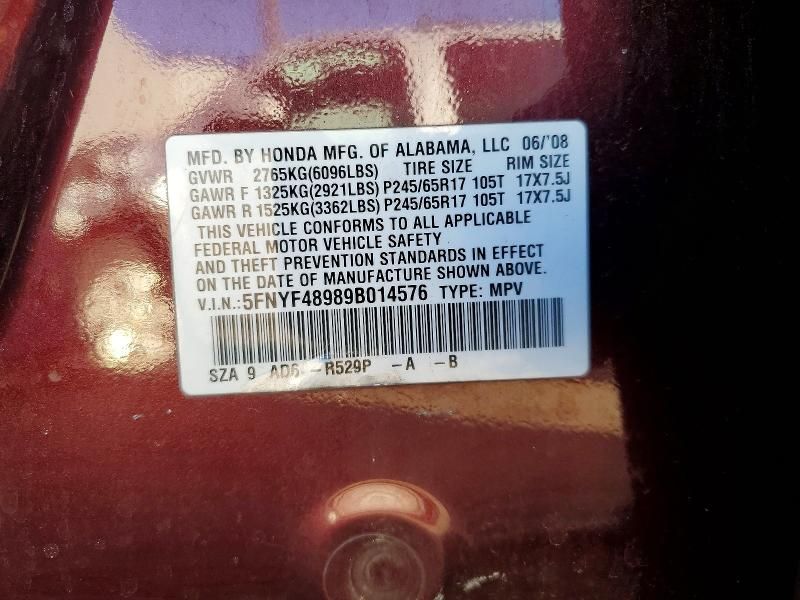 MFD. BY HONDA MFG. OF ALABAMA, LLC 06/'08
GVWR 2765KG(6096LBS) TIRE SIZE RIM SIZE
GAWR F 1325KG(2921LBS) P245/65R17 105T 17X7.5J
GAWR R 1525KG(3362LBS) P245/65R17 105T 17X7.5J
THIS VEHICLE CONFORMS TO ALL APPLICABLE
FEDERAL MOTOR VEHICLE SAFETY
AND THEFT PREVENTION STANDARDS IN EFFECT
ON THE DATE OF MANUFACTURE SHOWN ABOVE.
V.I.N.:5FNYF48989B014576 TYPE: MPV
SZA 9 AD6 -R529P -A -B